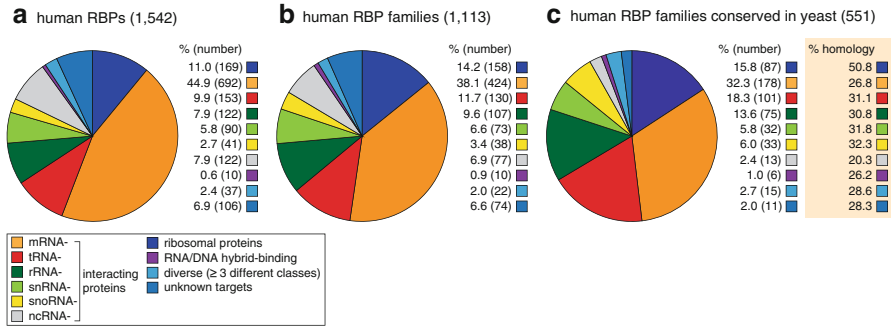 a human RBPs (1,542)
% (number)
11.0 (169)
44.9 (692)
9.9 (153)
7.9 (122)
5.8 (90)
2.7 (41)
7.9 (122)
0.6 (10)
2.4 (37)
6.9 (106)
b human RBP families (1,113)
% (number)
14.2 (158)
38.1 (424)
11.7 (130)
9.6 (107)
6.6 (73)
3.4 (38)
6.9 (77)
0.9 (10)
2.0 (22)
6.6 (74)
c human RBP families conserved in yeast (551)
% (number)
15.8 (87)
32.3 (178)
18.3 (101)
13.6 (75)
5.8 (32)
6.0 (33)
2.4 (13)
1.0 (6)
2.7 (15)
2.0 (11)
% homology
50.8
26.8
31.1
30.8
31.8
32.3
20.3
26.2
28.6
28.3
mRNA-
tRNA-
rRNA-
snRNA-
snoRNA-
ncRNA-
interacting
proteins
ribosomal proteins
RNA/DNA hybrid-binding
diverse (≥ 3 different classes)
unknown targets